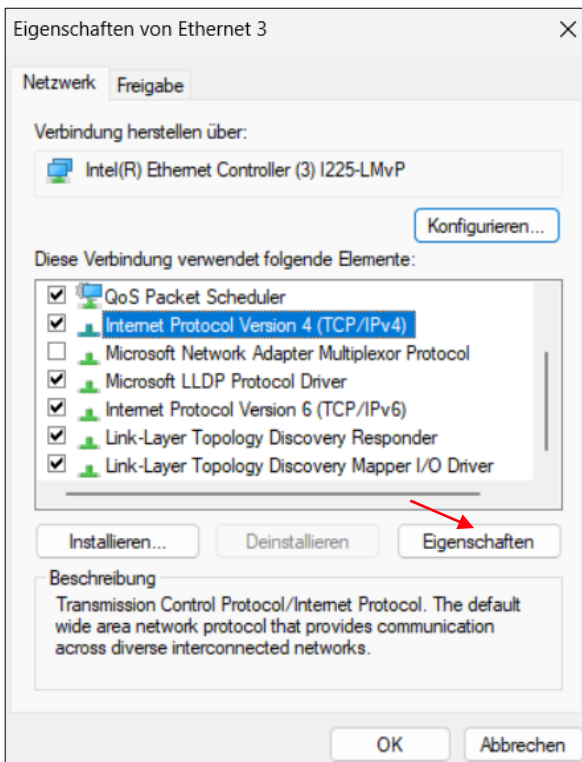 Eigenschaften von Ethernet 3
Netzwerk
Freigabe
Verbindung herstellen über:
Intel(R) Ethernet Controller (3) I225-LMvP
Konfigurieren...
Diese Verbindung verwendet folgende Elemente:
QoS Packet Scheduler
Internet Protocol Version 4 (TCP/IPv4)
Microsoft Network Adapter Multiplexor Protocol
Microsoft LLDP Protocol Driver
Internet Protocol Version 6 (TCP/IPv6)
Link-Layer Topology Discovery Responder
Link-Layer Topology Discovery Mapper I/O Driver
Installieren...
Deinstallieren
Eigenschaften
Beschreibung
Transmission Control Protocol/Internet Protocol. The default
wide area network protocol that provides communication
across diverse interconnected networks.
OK
Abbrechen